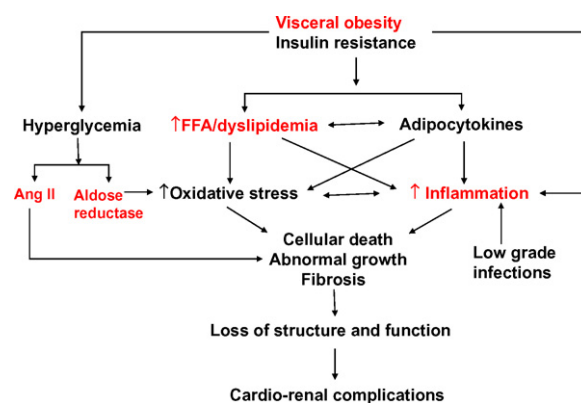 Visceral obesity
Insulin resistance
Hyperglycemia
↑FFA/dyslipidemia
Adipocytokines
Ang II
Aldose
reductase
↑Oxidative stress
↑ Inflammation
Cellular death
Abnormal growth
Fibrosis
Low grade
infections
Loss of structure and function
Cardio-renal complications